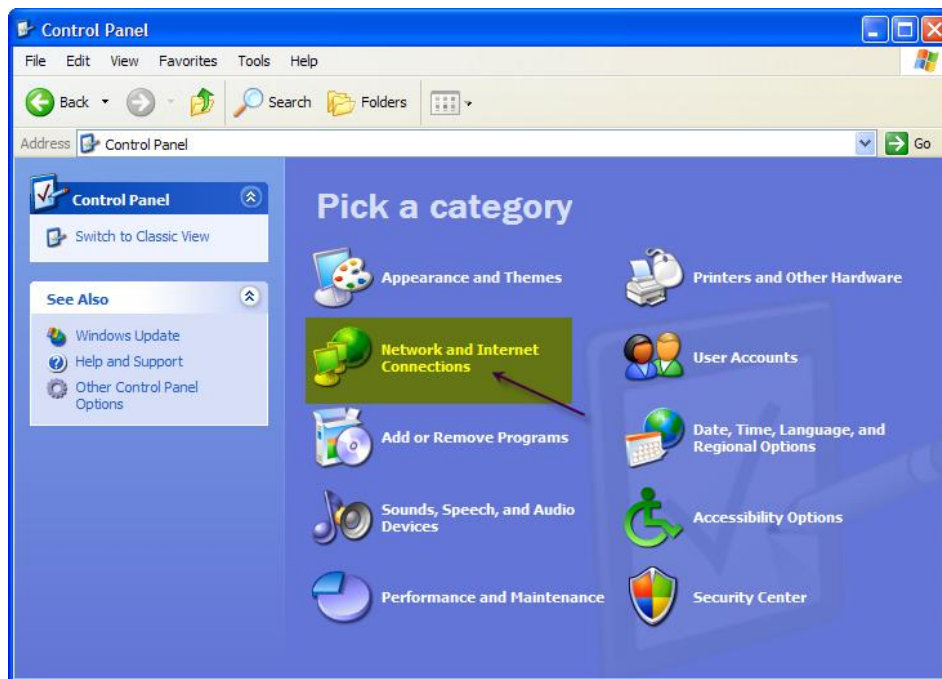 Control Panel
File Edit View Favorites Tools Help
Back Search Folders
Address Control Panel Go
Control Panel
Switch to Classic View
See Also
Windows Update
Help and Support
Other Control Panel
Options
Pick a category
Appearance and Themes
Printers and Other Hardware
Network and Internet
Connections
User Accounts
Add or Remove Programs
Date, Time, Language, and
Regional Options
Sounds, Speech, and Audio
Devices
Accessibility Options
Performance and Maintenance
Security Center